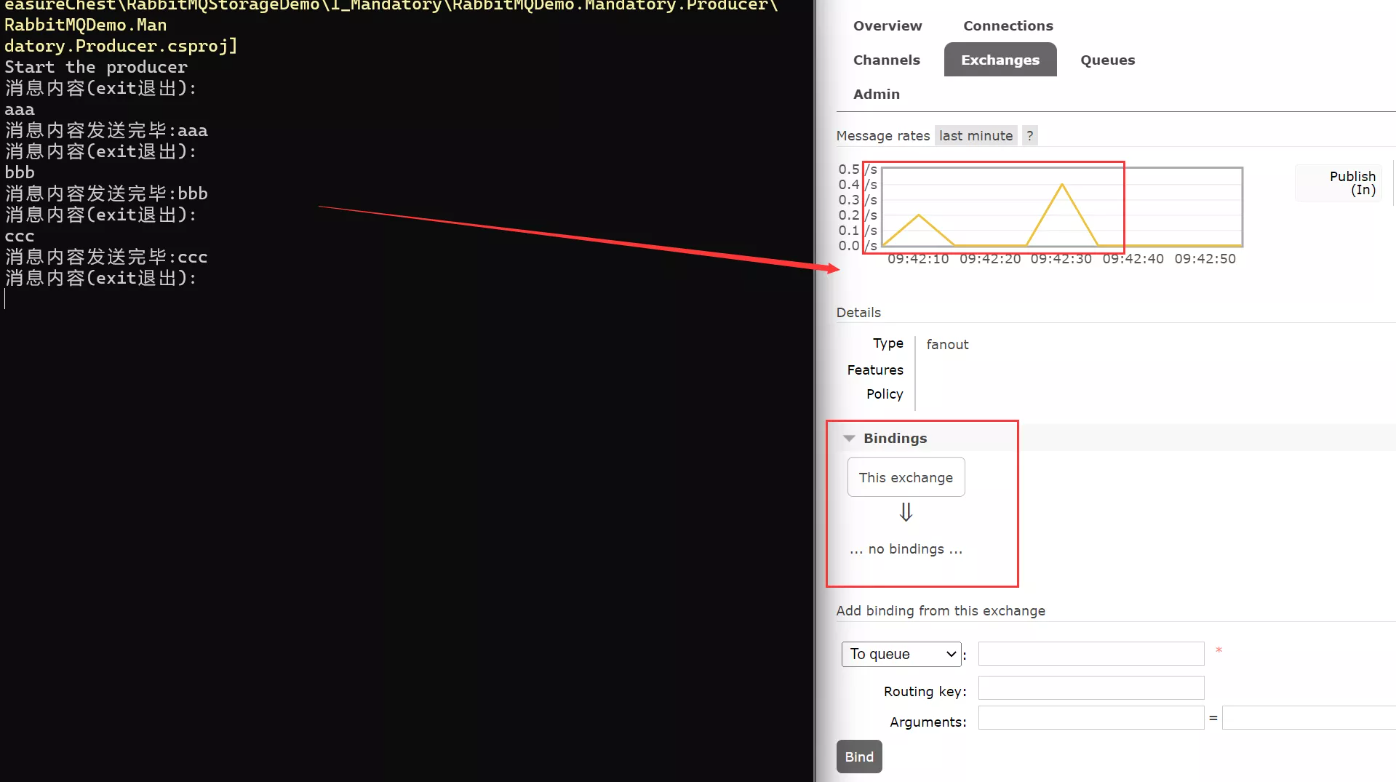 easureChest\RabbitMQStorageDemo\I_Mandatory\RabbitMQDemo.Mandatory.Producer\
RabbitMQDemo.Man
datory.Producer.csproj]
Start the producer
消息内容(exit退出):
aaa
消息内容发送完毕:aaa
消息内容(exit退出):
bbb
消息内容发送完毕:bbb
消息内容(exit退出):
ccc
消息内容发送完毕:ccc
消息内容(exit退出):
Overview Connections
Channels Exchanges Queues
Admin
Message rates last minute ?
0.5 /s
0.4 /s
0.3 /s
0.2 /s
0.1 /s
0.0 /s
09:42:10 09:42:20 09:42:30 09:42:40 09:42:50
Publish
(In)
Details
Type fanout
Features
Policy
Bindings
This exchange
⇓
... no bindings ...
Add binding from this exchange
To queue : *
Routing key:
Arguments: =
Bind